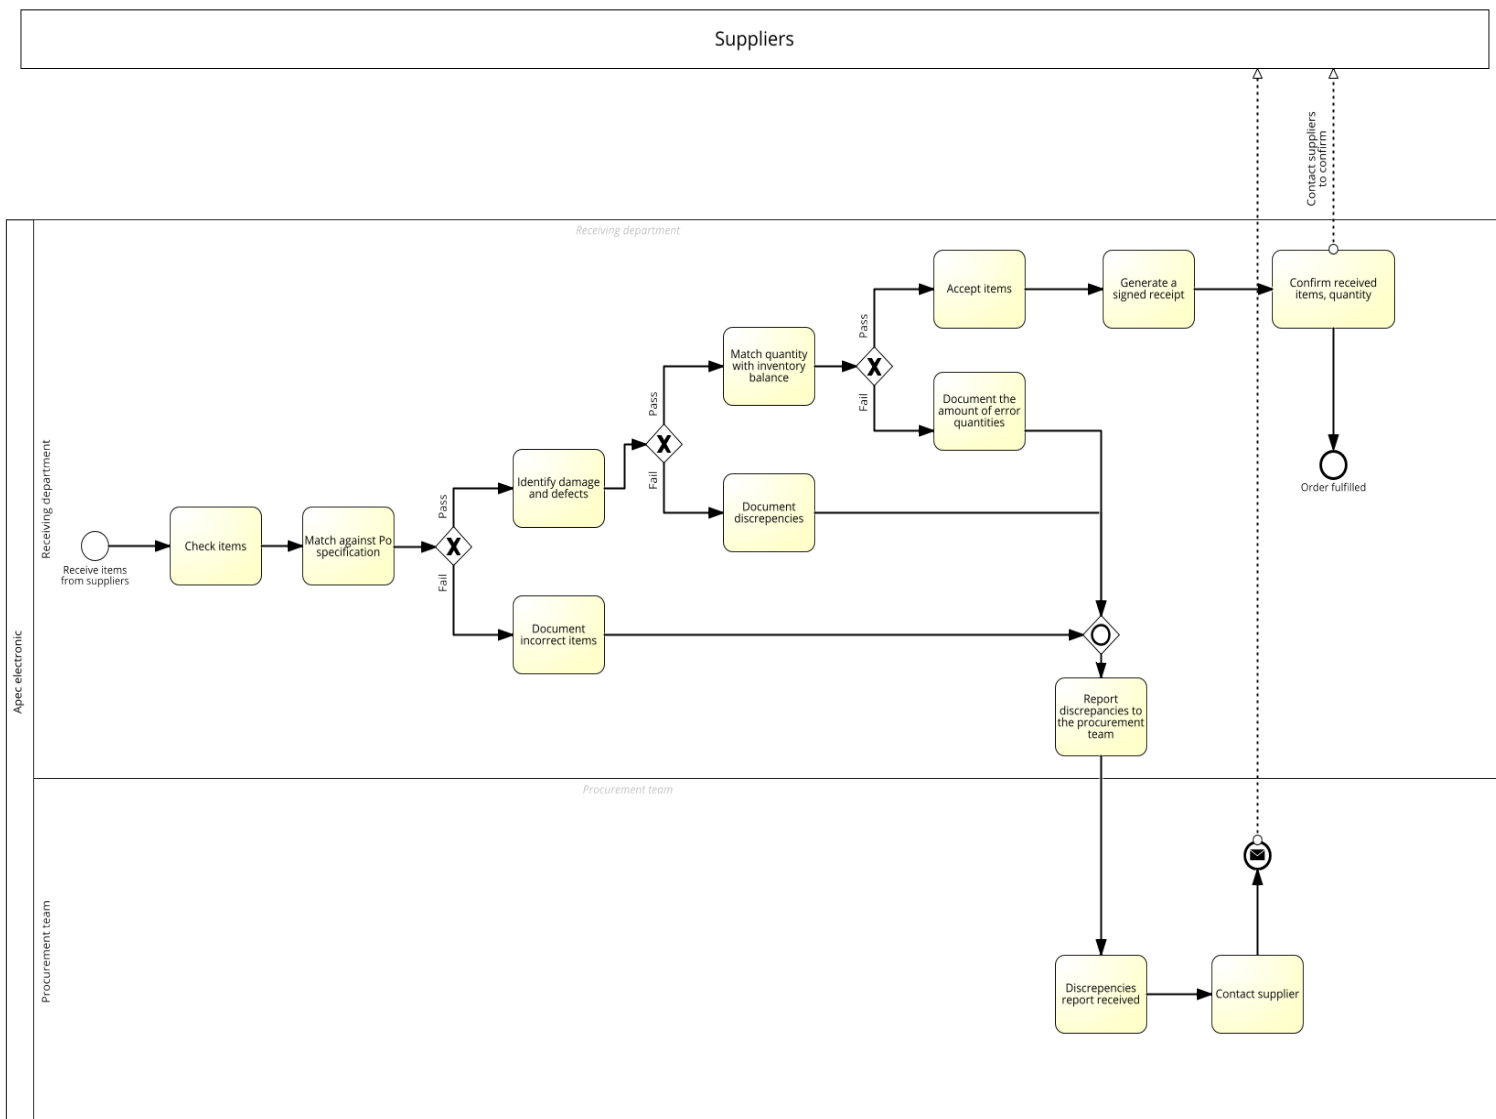 Suppliers
Contact suppliers
to confirm
Receiving department
Receiving department
Apec electronic
Receive items
from suppliers
Check items
Match against Po
specification
Pass
Fail
Identify damage
and defects
Document
incorrect items
Pass
Fail
Match quantity
with inventory
balance
Document
discrepencies
Pass
Fail
Accept items
Document the
amount of error
quantities
Generate a
signed receipt
Confirm received
items, quantity
Order fulfilled
Report
discrepancies to
the procurement
team
Procurement team
Procurement team
Discrepencies
report received
Contact supplier